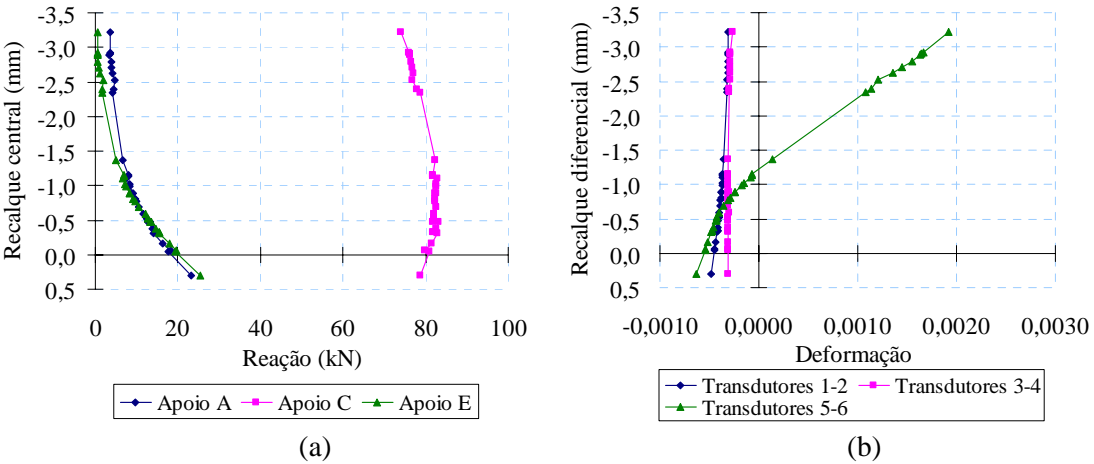 -3,5
-3,0
-2,5
-2,0
-1,5
-1,0
-0,5
0,0
0,5
Recalque central (mm)
0 20 40 60 80 100
Reação (kN)
Apoio A Apoio C Apoio E
(a)
-3,5
-3,0
-2,5
-2,0
-1,5
-1,0
-0,5
0,0
0,5
Recalque diferencial (mm)
-0,0010 0,0000 0,0010 0,0020 0,0030
Deformação
Transdutores 1-2 Transdutores 3-4
Transdutores 5-6
(b)